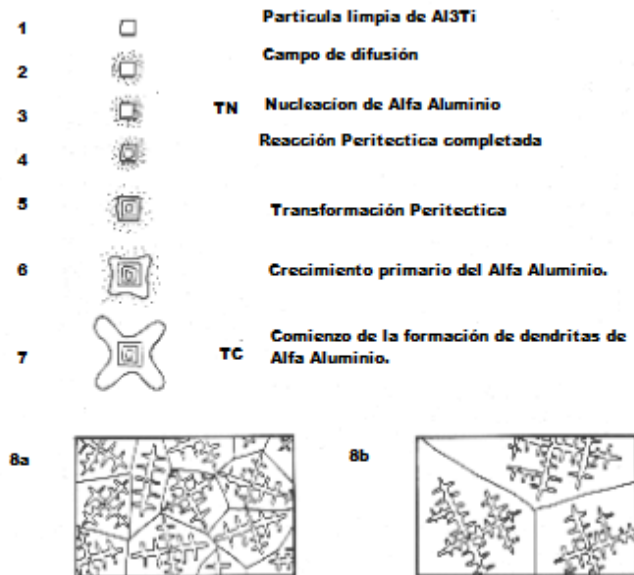 1 Particula limpia de Al3Ti
2 Campo de difusión
3 TN Nucleacíon de Alfa Aluminio
4 Reacción Peritectica completada
5 Transformación Peritectica
6 Crecimiento primario del Alfa Aluminio.
7 TC Comienzo de la formación de dendritas de
Alfa Aluminio.
8a 8b